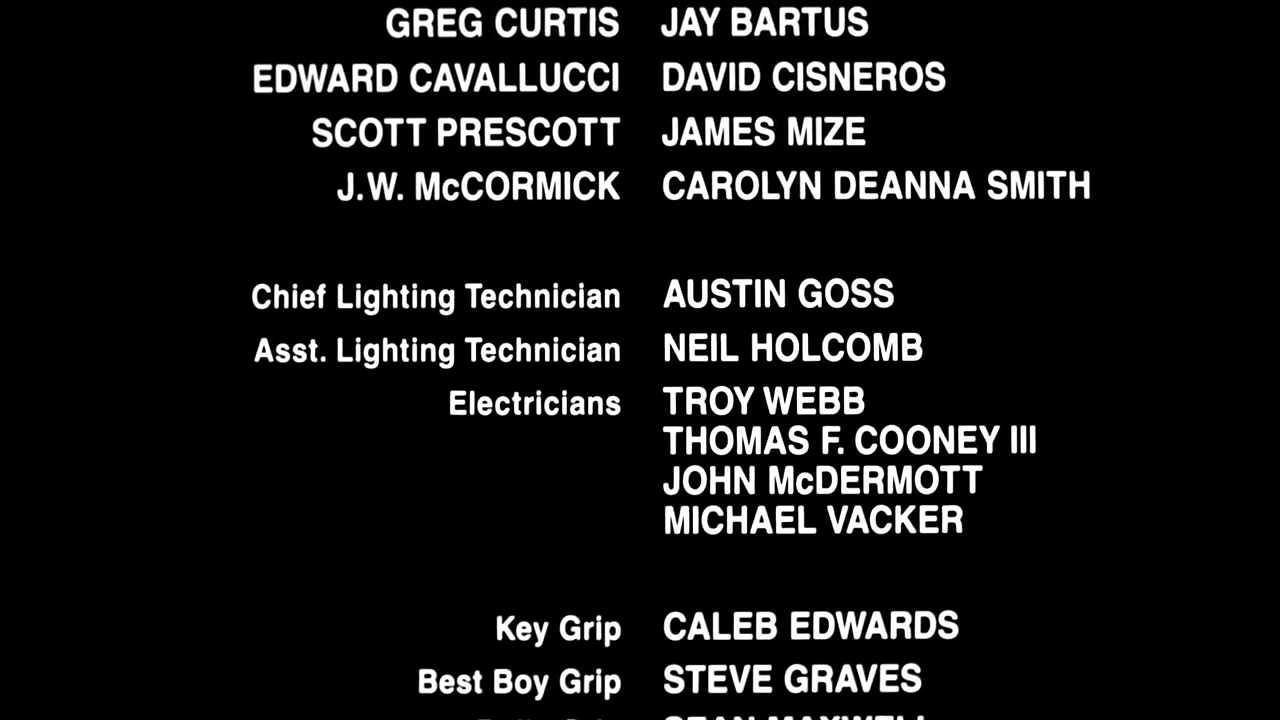 GREG CURTIS JAY BARTUS
EDWARD CAVALLUCCI DAVID CISNEROS
SCOTT PRESCOTT JAMES MIZE
J.W. McCORMICK CAROLYN DEANNA SMITH
Chief Lighting Technician AUSTIN GOSS
Asst. Lighting Technician NEIL HOLCOMB
Electricians TROY WEBB
THOMAS F. COONEY III
JOHN McDERMOTT
MICHAEL VACKER
Key Grip CALEB EDWARDS
Best Boy Grip STEVE GRAVES